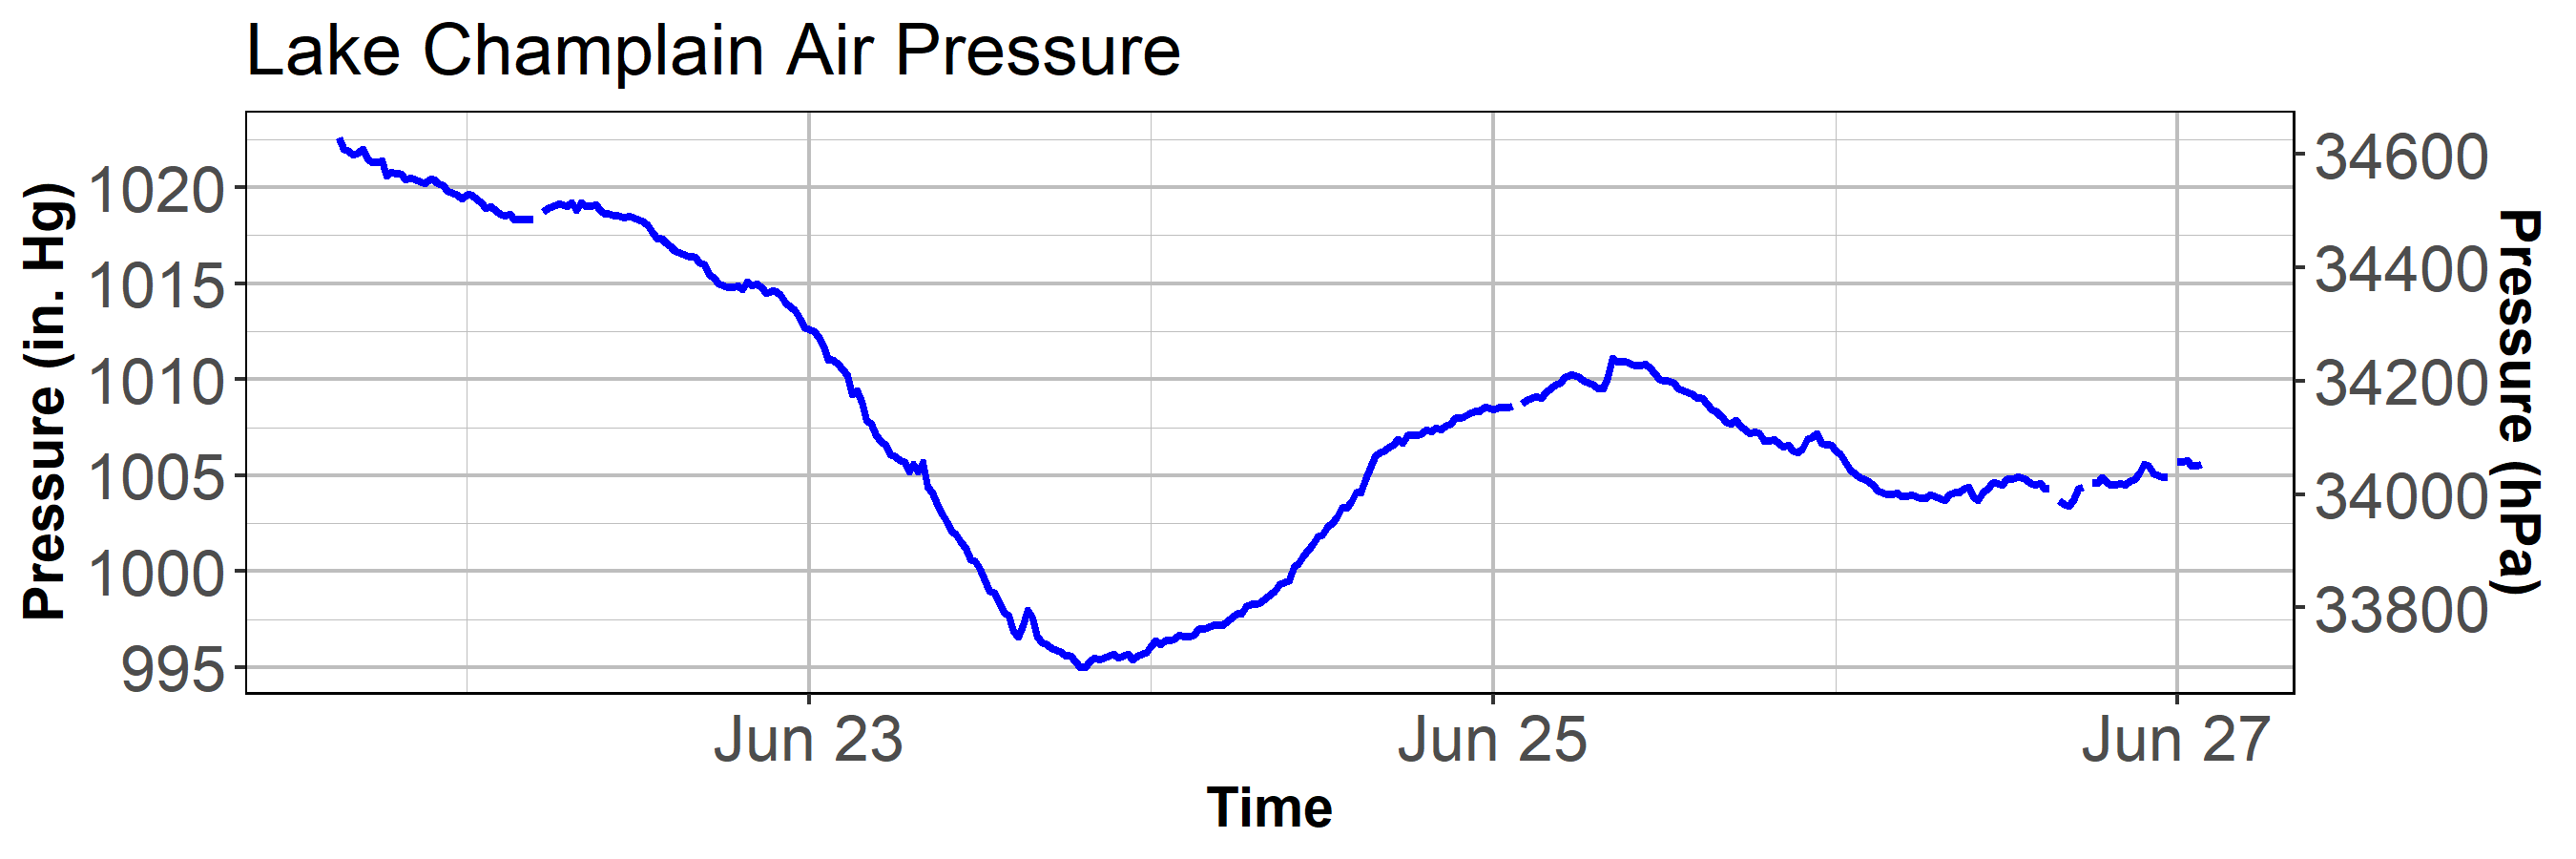 Lake Champlain Air Pressure
Pressure (in. Hg)
1020
1015
1010
1005
1000
995
34600
34400
34200
34000
33800
Pressure (hPa)
Jun 23
Jun 25
Jun 27
Time